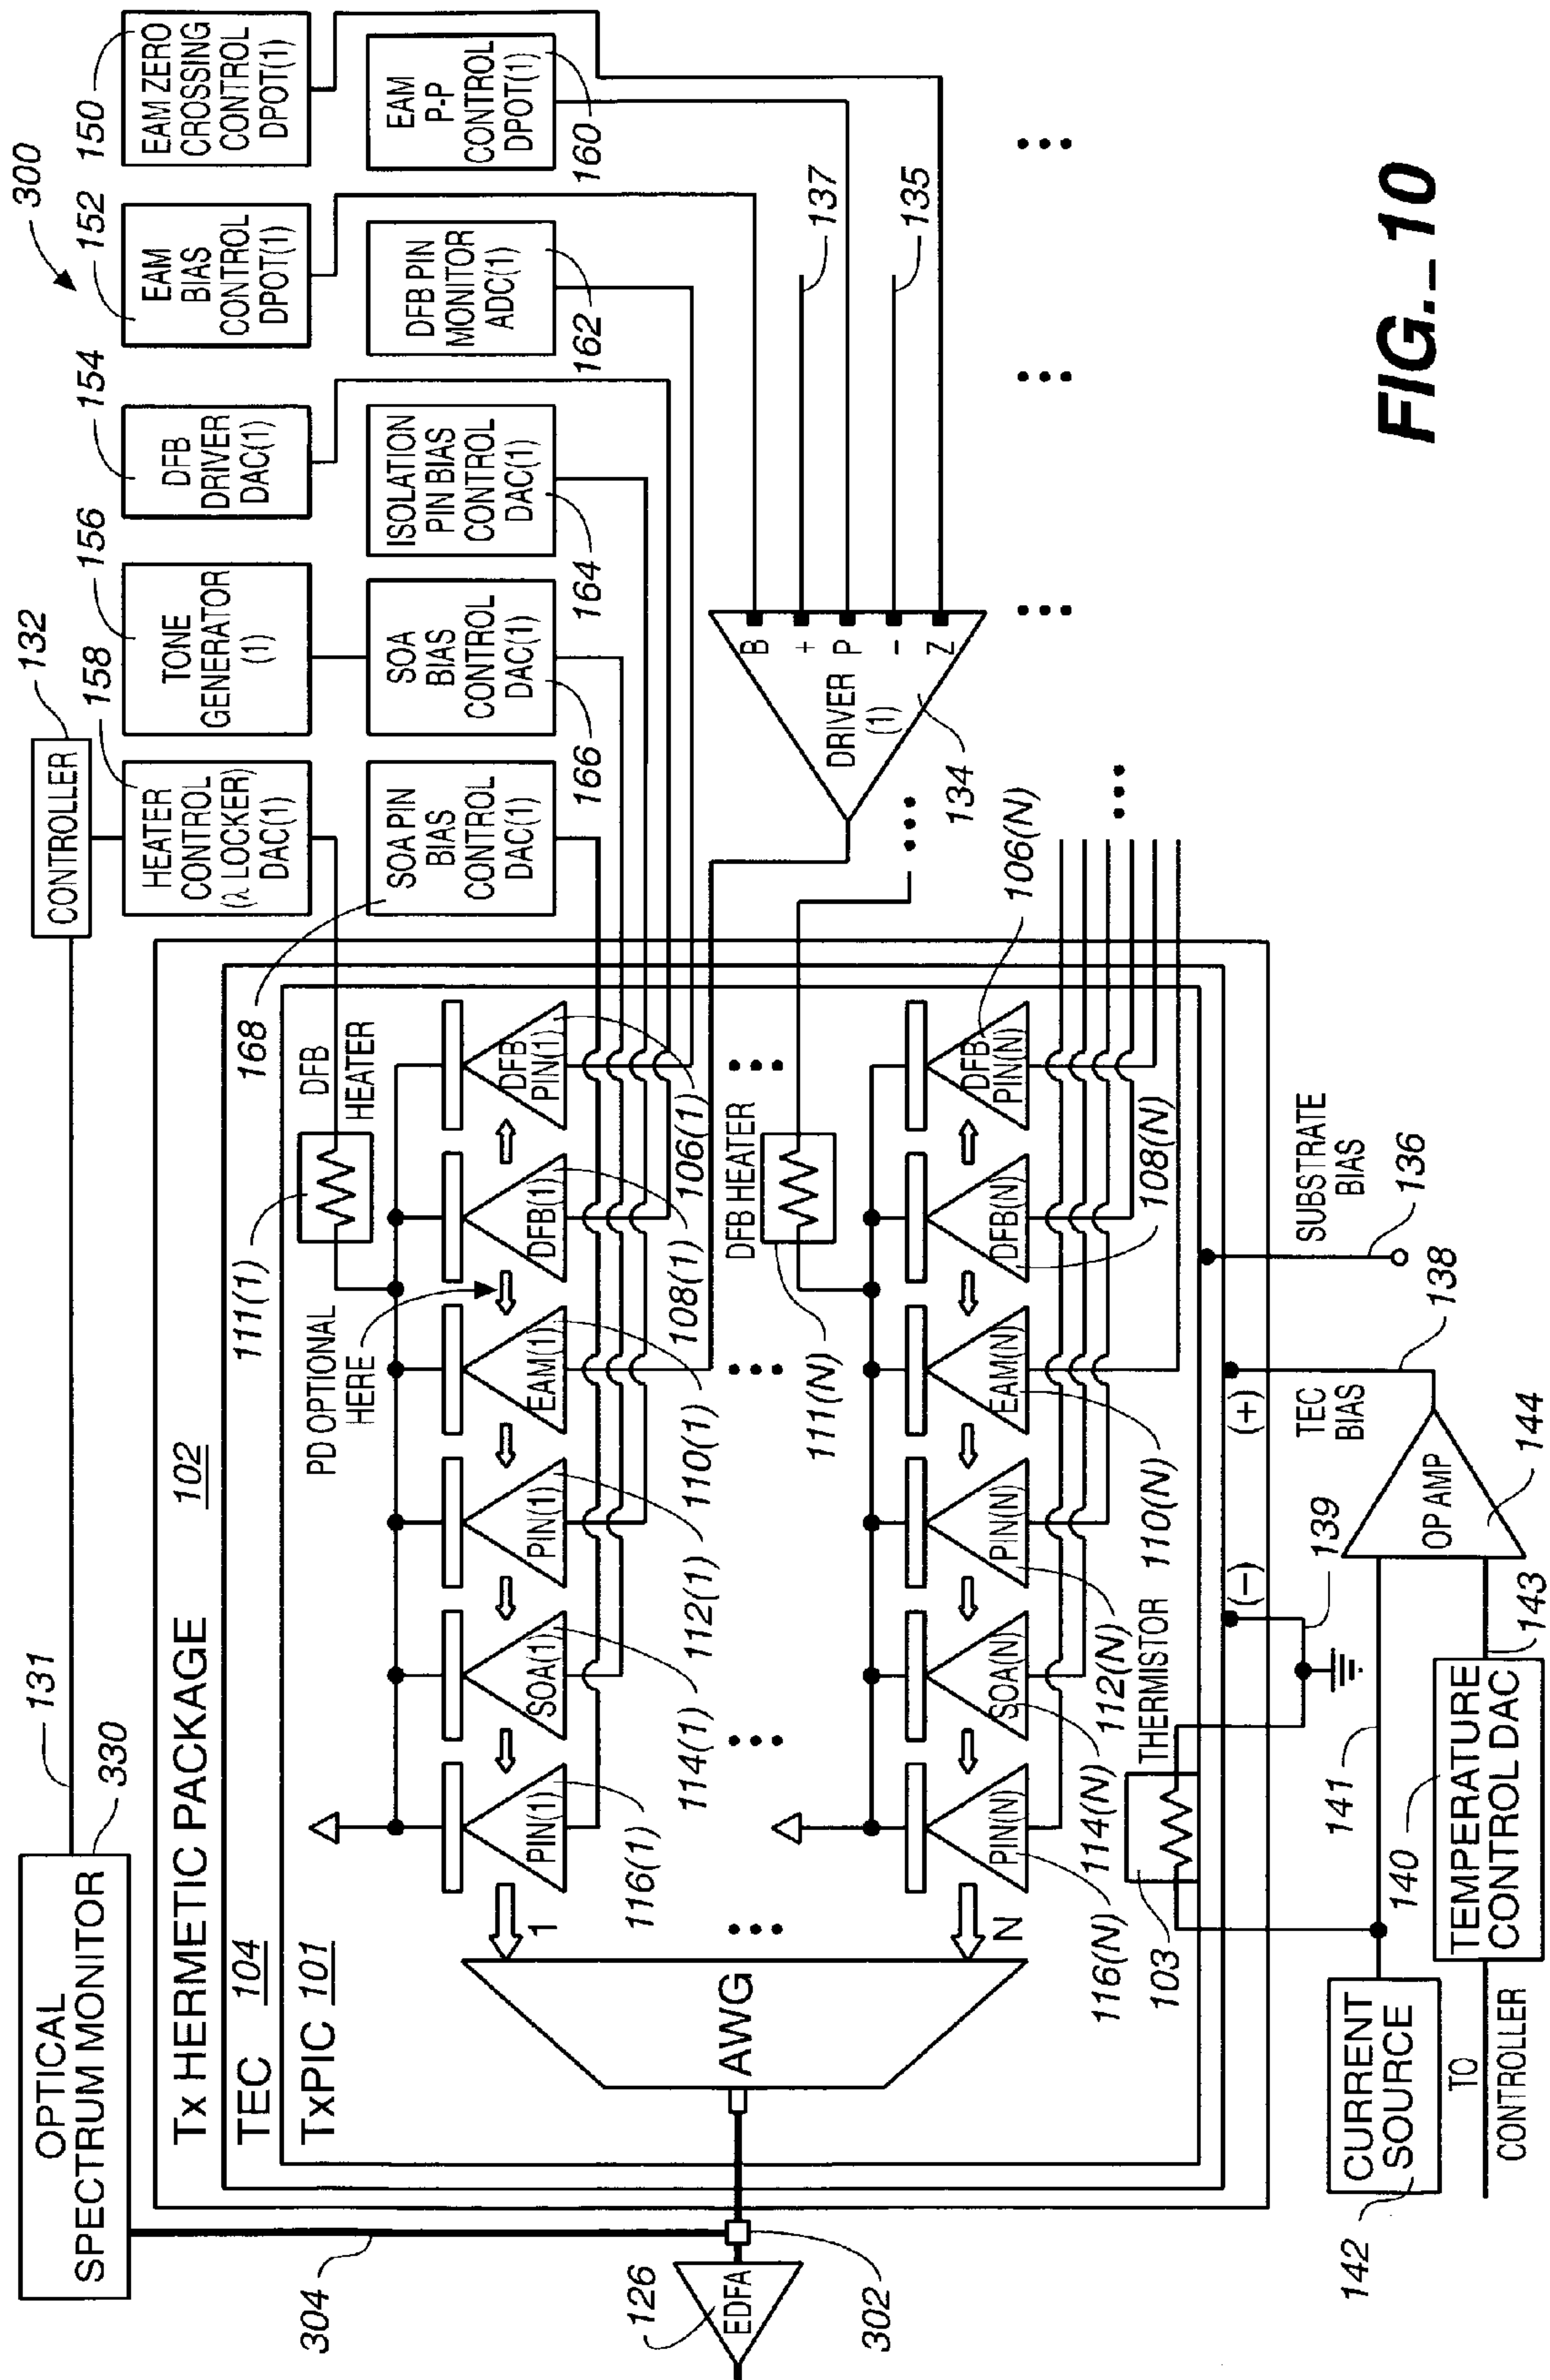 OPTICAL
SPECTRUM MONITOR
330
131
CONTROLLER
132
300
304
HEATER
CONTROL
(λ LOCKER)
DAC(1)
158
TONE
GENERATOR
(1)
156
DFB
DRIVER
DAC(1)
154
EAM
BIAS
CONTROL
DPOT(1)
152
EAM ZERO
CROSSING
CONTROL
DPOT(1)
150
SOA PIN
BIAS
CONTROL
DAC(1)
168
SOA
BIAS
CONTROL
DAC(1)
166
ISOLATION
PIN BIAS
CONTROL
DAC(1)
164
DFB PIN
MONITOR
ADC(1)
162
EAM
P-P
CONTROL
DPOT(1)
160
Tx HERMETIC PACKAGE 102
TEC 104
TxPIC 101
111(1)
DFB
HEATER
PD OPTIONAL
HERE
PIN(1)
SOA(1)
PIN(1)
EAM(1)
DFB(1)
DFB
PIN(1)
1
116(1)
114(1)
112(1)
110(1)
108(1)
106(1)
137
135
B
+
P
−
Z
DRIVER
(1)
134
AWG
EDFA
126
302
DFB HEATER
111(N)
PIN(N)
SOA(N)
PIN(N)
EAM(N)
DFB(N)
DFB
PIN(N)
N
116(N)
114(N)
112(N)
110(N)
108(N)
106(N)
103
THERMISTOR
(−)
(+)
139
TEC
BIAS
138
SUBSTRATE
BIAS
136
141
OP AMP
144
143
CURRENT
SOURCE
142
TEMPERATURE
CONTROL DAC
140
TO
CONTROLLER
FIG._10